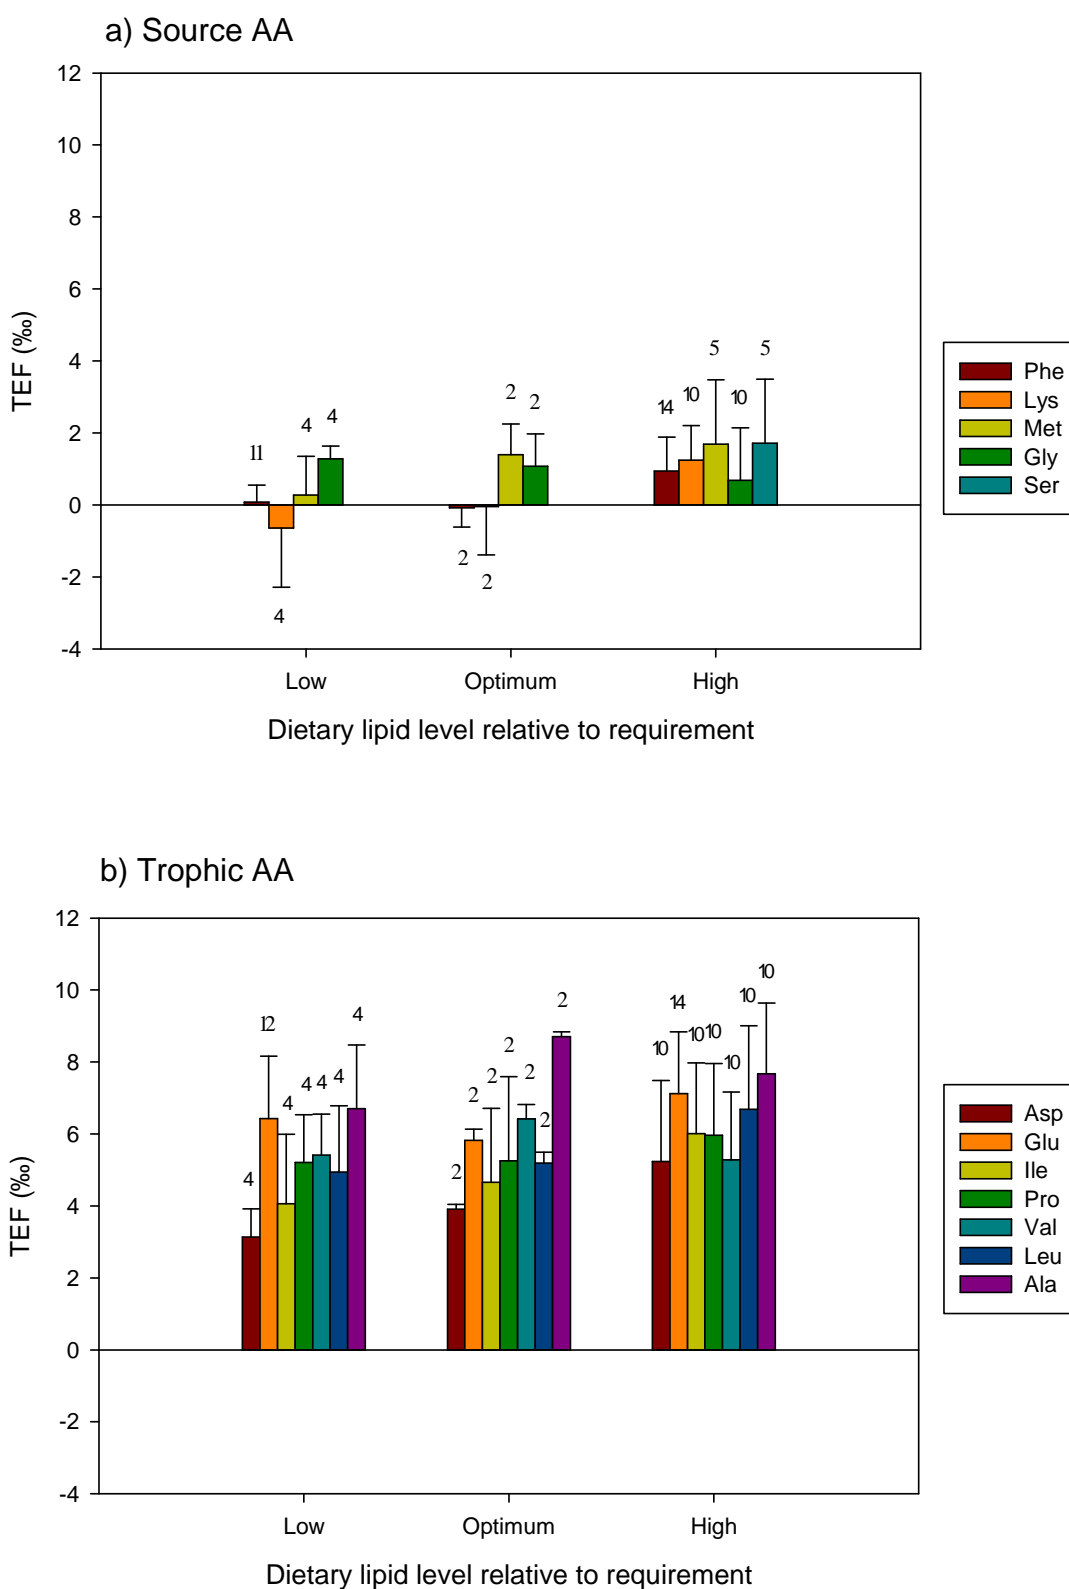 a) Source AA
12
10
8
6
4
2
0
-2
-4
TEF (‰)
11
4
4
4
2
2
2
2
14
10
5
10
5
Low Optimum High
Dietary lipid level relative to requirement
Phe
Lys
Met
Gly
Ser
b) Trophic AA
12
10
8
6
4
2
0
-2
-4
TEF (‰)
4
12
4
4
4
4
4
2
2
2
2
2
2
2
10
14
10
10
10
10
10
Low Optimum High
Dietary lipid level relative to requirement
Asp
Glu
Ile
Pro
Val
Leu
Ala